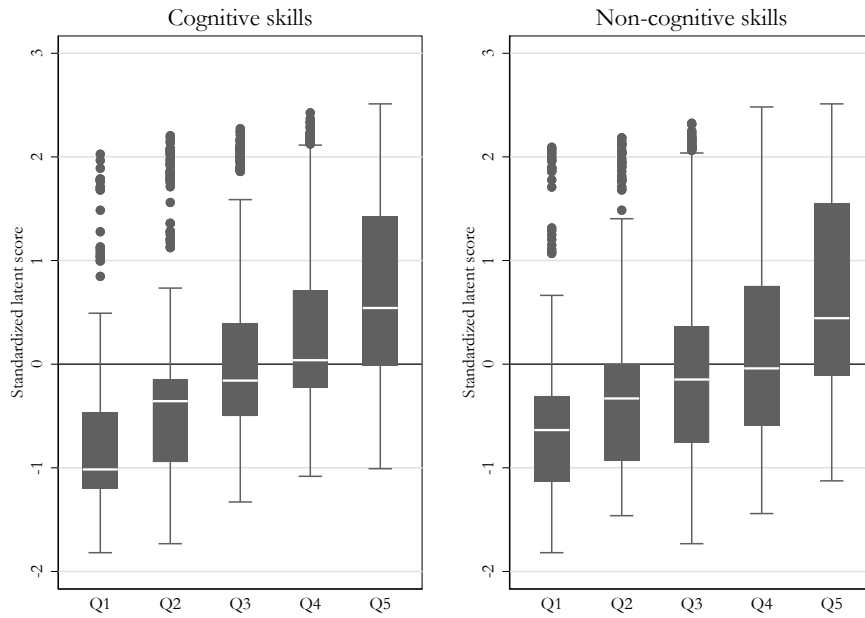 Cognitive skills
Standardized latent score
3
2
1
0
-1
-2
Q1 Q2 Q3 Q4 Q5
Non-cognitive skills
Standardized latent score
3
2
1
0
-1
-2
Q1 Q2 Q3 Q4 Q5